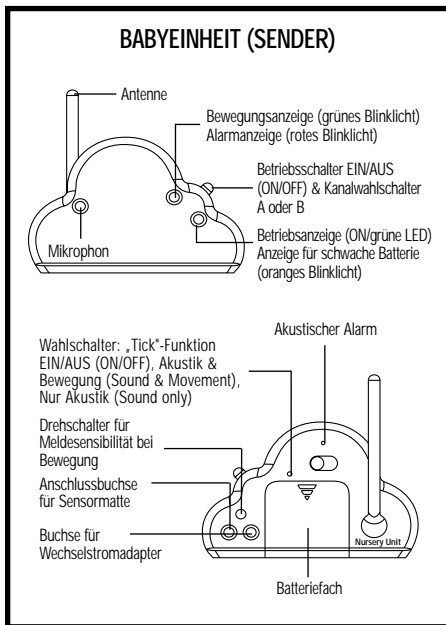 BABYEINHEIT (SENDER)
Antenne
Bewegungsanzeige (grünes Blinklicht)
Alarmanzeige (rotes Blinklicht)
Betriebsschalter EIN/AUS
(ON/OFF) & Kanalwahlschalter
A oder B
Betriebsanzeige (ON/grüne LED)
Anzeige für schwache Batterie
(oranges Blinklicht)
Mikrophon
Akustischer Alarm
Wahlschalter: „Tick"-Funktion
EIN/AUS (ON/OFF), Akustik &
Bewegung (Sound & Movement),
Nur Akustik (Sound only)
Drehschalter für
Meldesensibilität bei
Bewegung
Anschlussbuchse
für Sensormatte
Buchse für
Wechselstromadapter
Nursery Unit
Batteriefach